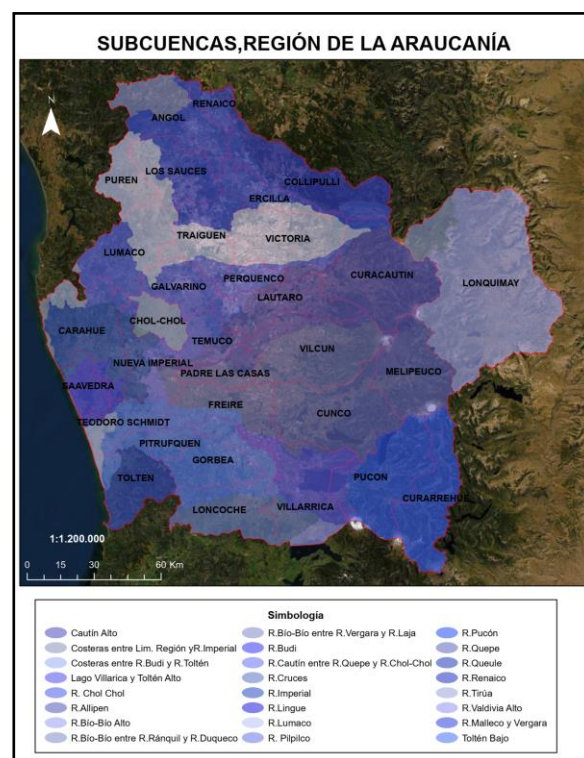 SUBCUENCAS,REGIÓN DE LA ARAUCANÍA
N
RENAICO
ANGOL
LOS SAUCES
PUREN
COLLIPULLI
ERCILLA
TRAIGUEN
VICTORIA
LUMACO
PERQUENCO
CURACAUTIN
LONQUIMAY
GALVARINO
LAUTARO
CHOL-CHOL
CARAHUE
TEMUCO
VILCUN
NUEVA IMPERIAL
PADRE LAS CASAS
MELIPEUCO
SAAVEDRA
FREIRE
CUNCO
TEODORO SCHMIDT
PITRUFQUEN
GORBEA
TOLTEN
PUCON
CURARREHUE
LONCOCHE
VILLARRICA
1:1.200.000
0 15 30 60 Km
Simbología
Cautín Alto
Costeras entre Lim. Región yR.Imperial
Costeras entre R.Budi y R.Toltén
Lago Villarica y Toltén Alto
R. Chol Chol
R.Allipen
R.Bío-Bío Alto
R.Bío-Bío entre R.Ránquil y R.Duqueco
R.Bío-Bío entre R.Vergara y R.Laja
R.Budi
R.Cautín entre R.Quepe y R.Chol-Chol
R.Cruces
R.Imperial
R.Lingue
R.Lumaco
R. Pilpilco
R.Pucón
R.Quepe
R.Queule
R.Renaico
R.Tirúa
R.Valdivia Alto
R.Malleco y Vergara
Toltén Bajo